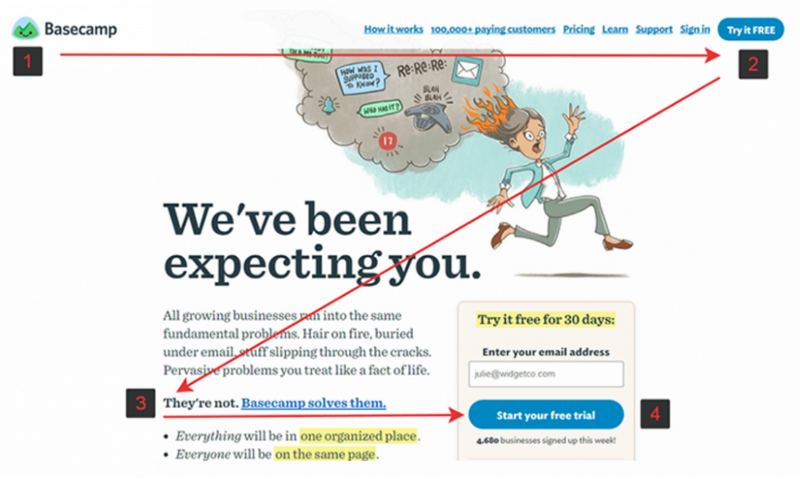 Basecamp
How it works 100,000+ paying customers Pricing Learn Support Sign in Try it FREE
1
2
HOW WAS I
SUPPOSED
TO KNOW?
RE: RE: RE:
BLAH
BLAH
WHO HAS IT?
17
We've been
expecting you.
All growing businesses run into the same
fundamental problems. Hair on fire, buried
under email, stuff slipping through the cracks.
Pervasive problems you treat like a fact of life.
3
They're not. Basecamp solves them.
• Everything will be in one organized place.
• Everyone will be on the same page.
Try it free for 30 days:
Enter your email address
julie@widgetco.com
Start your free trial
4
4,680 businesses signed up this week!